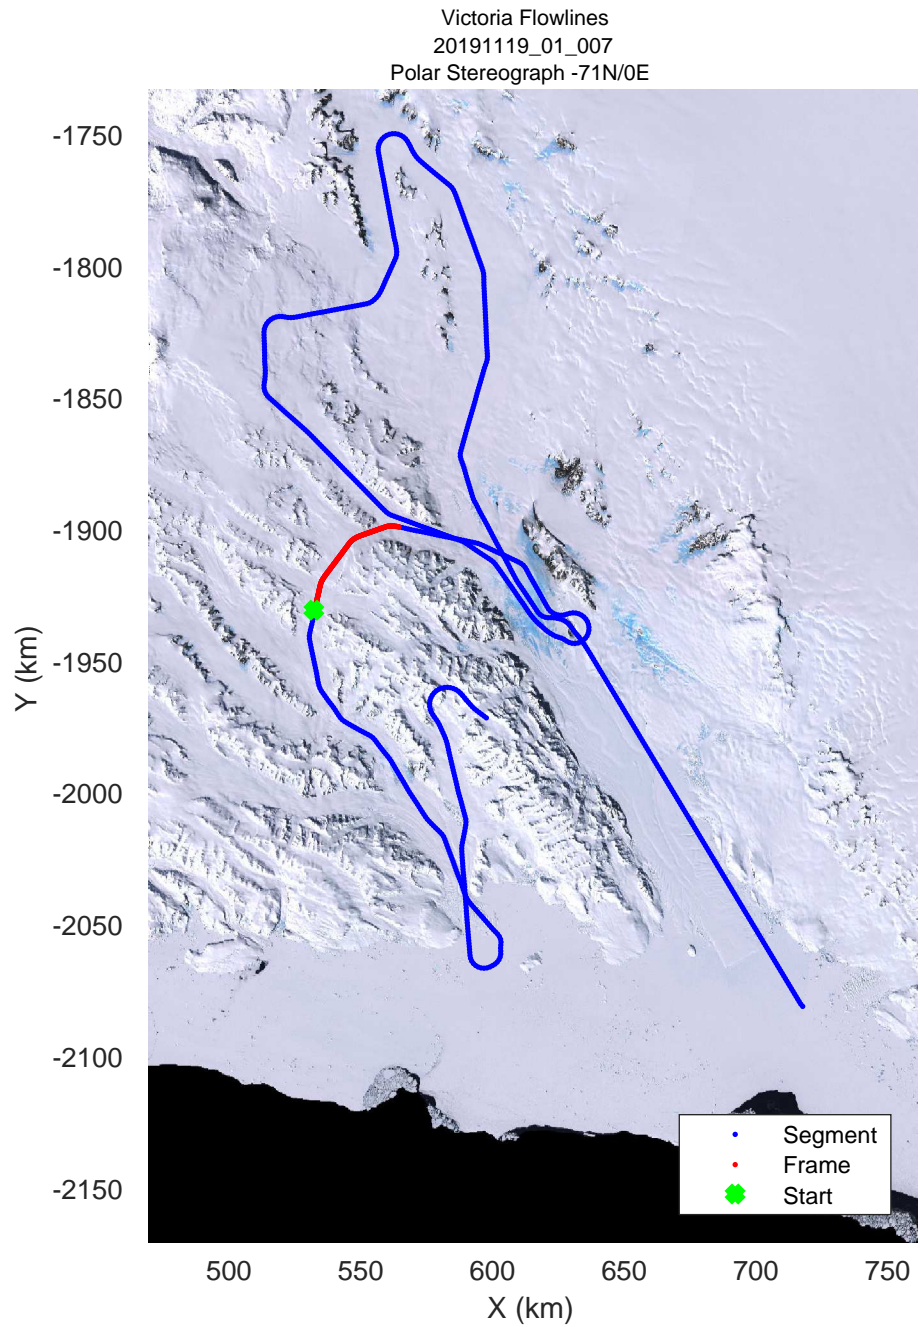 Victoria Flowlines
20191119_01_007
Polar Stereograph -71N/0E
-1750
-1800
-1850
-1900
-1950
-2000
-2050
-2100
-2150
Y (km)
Segment
Frame
Start
500
550
600
650
700
750
X (km)